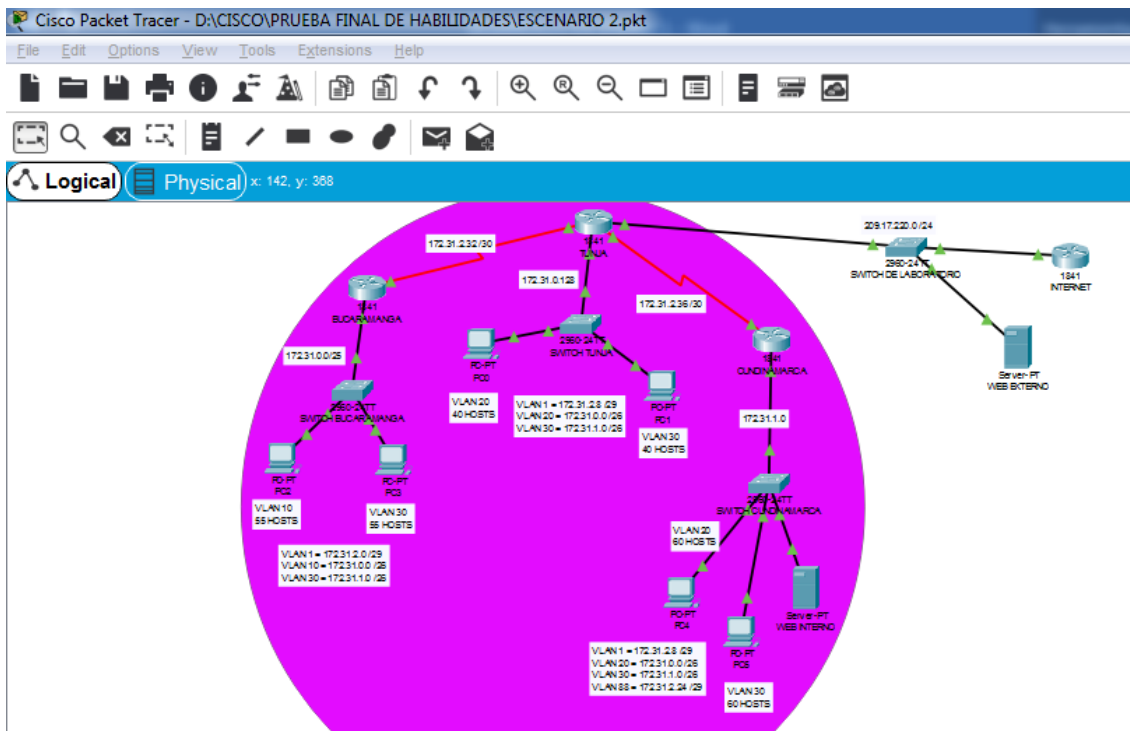 Cisco Packet Tracer - D:\CISCO\PRUEBA FINAL DE HABILIDADES\ESCENARIO 2.pkt
File Edit Options View Tools Extensions Help
Logical Physical x: 142, y: 368
209.17.220.0/24
172.31.2.32/30
1841
TUNJA
2960-24TT
SWITCH DE LABORATORIO
1841
INTERNET
172.31.0.128
172.31.2.36/30
1841
BUCARAMANGA
2960-24TT
SWITCH TUNJA
1841
CUNDINAMARCA
172.31.0.0/25
PC-PT
PC0
Server-PT
WEB EXTERNO
2960-24TT
SWITCH BUCARAMANGA
VLAN 20
40 HOSTS
VLAN 1 = 172.31.2.8 /29
VLAN 20 = 172.31.0.0 /26
VLAN 30 = 172.31.1.0 /26
PC-PT
PC1
172.31.1.0
VLAN 30
40 HOSTS
PC-PT
PC2
PC-PT
PC3
2960-24TT
SWITCH CUNDINAMARCA
VLAN 10
55 HOSTS
VLAN 30
55 HOSTS
VLAN 20
60 HOSTS
VLAN 1 = 172.31.2.0 /29
VLAN 10 = 172.31.0.0 /26
VLAN 30 = 172.31.1.0 /26
PC-PT
PC4
Server-PT
WEB INTERNO
VLAN 1 = 172.31.2.8 /29
VLAN 20 = 172.31.0.0 /26
VLAN 30 = 172.31.1.0 /26
VLAN 88 = 172.31.2.24 /29
PC-PT
PC5
VLAN 30
60 HOSTS